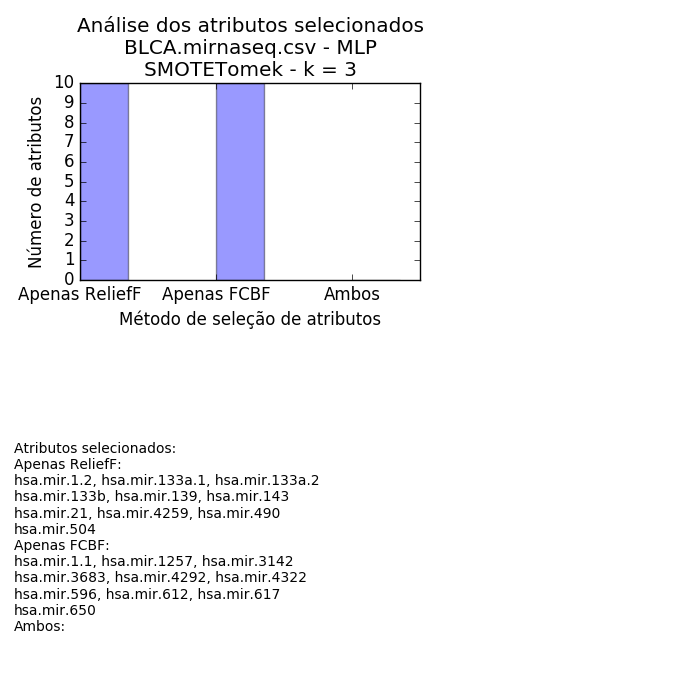 Análise dos atributos selecionados
BLCA.mirnaseq.csv - MLP
SMOTETomek - k = 3
10
9
8
7
6
5
4
3
2
1
0
Número de atributos
Apenas ReliefF Apenas FCBF Ambos
Método de seleção de atributos
Atributos selecionados:
Apenas ReliefF:
hsa.mir.1.2, hsa.mir.133a.1, hsa.mir.133a.2
hsa.mir.133b, hsa.mir.139, hsa.mir.143
hsa.mir.21, hsa.mir.4259, hsa.mir.490
hsa.mir.504
Apenas FCBF:
hsa.mir.1.1, hsa.mir.1257, hsa.mir.3142
hsa.mir.3683, hsa.mir.4292, hsa.mir.4322
hsa.mir.596, hsa.mir.612, hsa.mir.617
hsa.mir.650
Ambos: